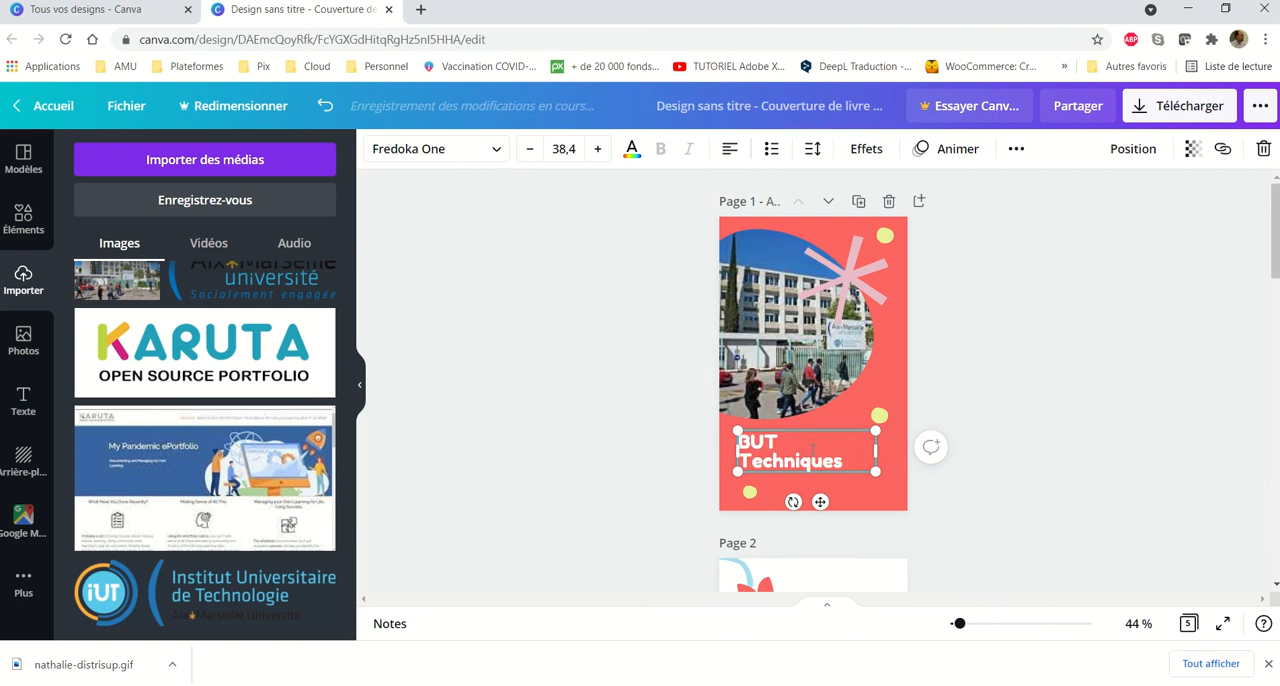 Tous vos designs - Canva
Design sans titre - Couverture de
canva.com/design/DAEmcQoyRfk/FcYGXGdHitqRgHz5nI5HHA/edit
Applications AMU Plateformes Pix Cloud Personnel Vaccination COVID-... + de 20 000 fonds... TUTORIEL Adobe X... DeepL Traduction -... WooCommerce: Cr... » Autres favoris Liste de lecture
Accueil Fichier Redimensionner Enregistrement des modifications en cours... Design sans titre - Couverture de livre ... Essayer Canv... Partager Télécharger
Fredoka One - 38,4 + A B I Effets Animer Position
Modèles
Éléments
Importer
Photos
Texte
Arrière-pl...
Google M...
Plus
Importer des médias
Enregistrez-vous
Images Vidéos Audio
Aix-Marseille
université
Socialement engagée
KARUTA
OPEN SOURCE PORTFOLIO
KARUTA
My Pandemic ePortfolio
iUT
Institut Universitaire
de Technologie
Aix-Marseille Université
Page 1 - A..
BUT
Techniques
Page 2
Notes
44 %
5
?
nathalie-distrisup.gif
Tout afficher